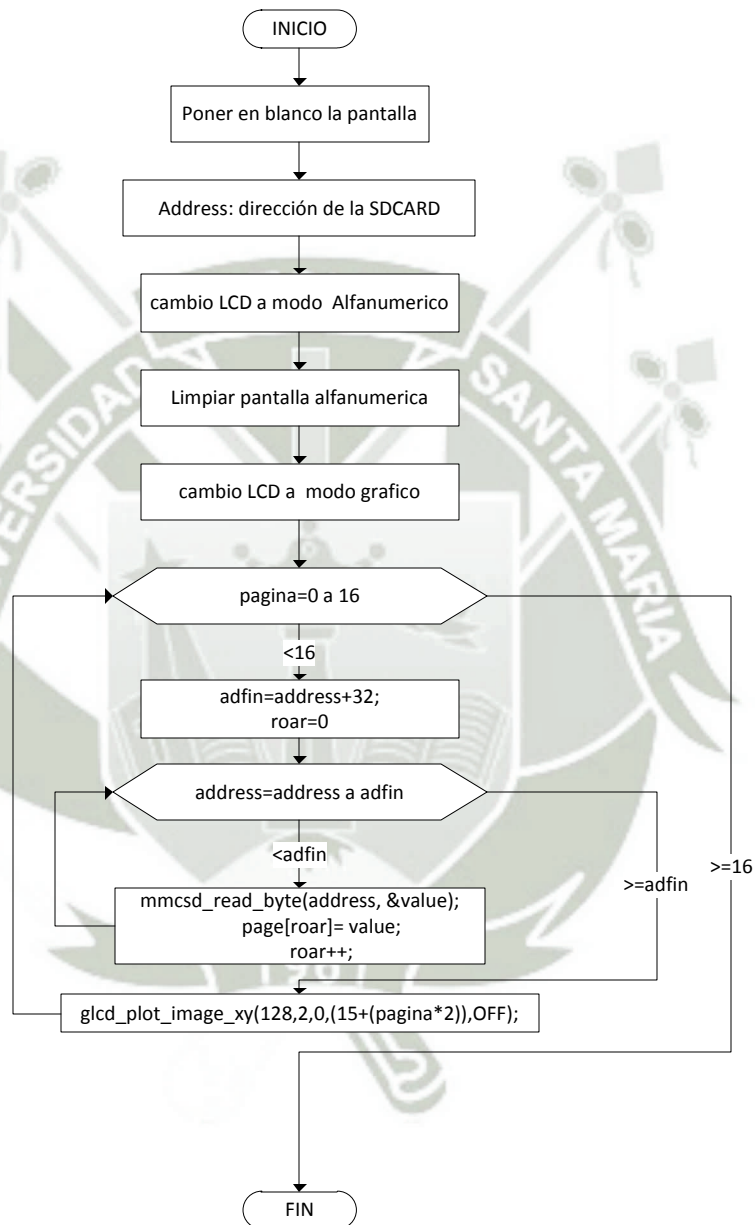 INICIO
Poner en blanco la pantalla
Address: dirección de la SDCARD
cambio LCD a modo Alfanumerico
Limpiar pantalla alfanumerica
cambio LCD a modo grafico
pagina=0 a 16
<16
adfin=address+32;
roar=0
address=address a adfin
<adfin
>=adfin
>=16
mmcsd_read_byte(address, &value);
page[roar]= value;
roar++;
glcd_plot_image_xy(128,2,0,(15+(pagina*2)),OFF);
FIN
SANTA MARIA